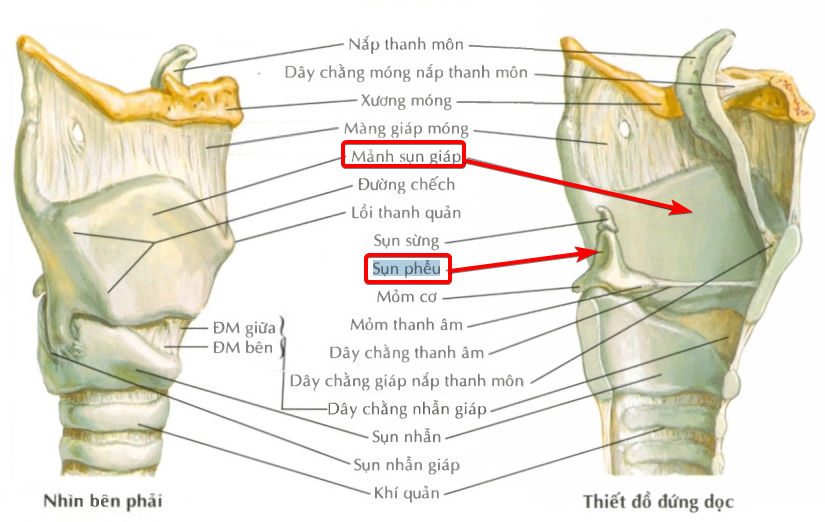 Nắp thanh môn
Dây chằng móng nắp thanh môn
Xương móng
Màng giáp móng
Mảnh sụn giáp
Đường chếch
Lồi thanh quản
Sụn sừng
Sụn phễu
Mỏm cơ
ĐM giữa
ĐM bên
Mỏm thanh âm
Dây chằng thanh âm
Dây chằng giáp nắp thanh môn
Dây chằng nhẫn giáp
Sụn nhẫn
Sụn nhẫn giáp
Khí quản
Nhìn bên phải
Thiết đồ đứng dọc